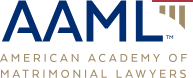 AAML™
AMERICAN ACADEMY OF
MATRIMONIAL LAWYERS